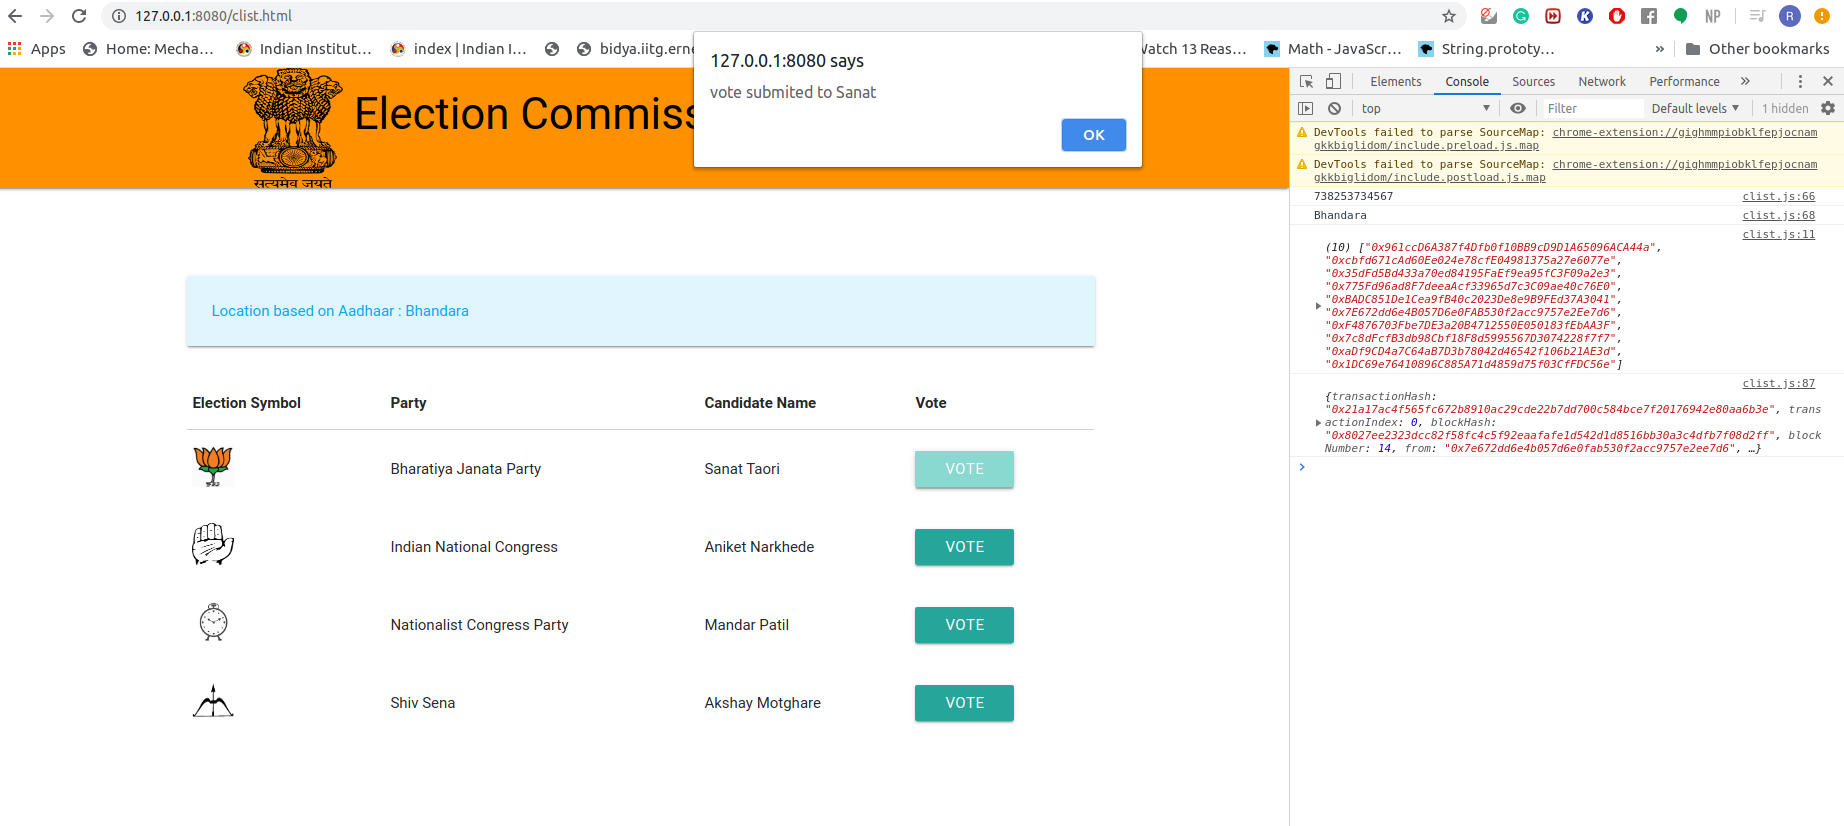 127.0.0.1:8080/clist.html
NP
R
Apps Home: Mecha... Indian Institut... index | Indian I... bidya.iitg.erne Watch 13 Reas... Math - JavaScr... String.prototy... » Other bookmarks
127.0.0.1:8080 says
vote submited to Sanat
OK
Election Commiss
सत्यमेव जयते
Location based on Aadhaar : Bhandara
Election Symbol Party Candidate Name Vote
Bharatiya Janata Party Sanat Taori VOTE
Indian National Congress Aniket Narkhede VOTE
Nationalist Congress Party Mandar Patil VOTE
Shiv Sena Akshay Motghare VOTE
Elements Console Sources Network Performance »
top Filter Default levels 1 hidden
DevTools failed to parse SourceMap: chrome-extension://gighmmpiobklfepjocnam
gkkbiglidom/include.preload.js.map
DevTools failed to parse SourceMap: chrome-extension://gighmmpiobklfepjocnam
gkkbiglidom/include.postload.js.map
738253734567 clist.js:66
Bhandara clist.js:68
clist.js:11
(10) ["0x961ccD6A387f4Dfb0f10BB9cD9D1A65096ACA44a",
"0xcbfd671cAd60Ee024e78cfE04981375a27e6077e",
"0x35dFd5Bd433a70ed84195FaEf9ea95fC3F09a2e3",
"0x775Fd96ad8F7deeaAcf33965d7c3C09ae40c76E0",
"0xBADC851De1Cea9fB40c2023De8e9B9FEd37A3041",
"0x7E672dd6e4B057D6e0FAB530f2acc9757e2Ee7d6",
"0xF4876703Fbe7DE3a20B4712550E050183fEbAA3F",
"0x7c8dFcfB3db98Cbf18F8d5995567D3074228f7f7",
"0xaDf9CD4a7C64aB7D3b78042d46542f106b21AE3d",
"0x1DC69e76410896C885A71d4859d75f03CfFDC56e"]
clist.js:87
{transactionHash:
"0x21a17ac4f565fc672b8910ac29cde22b7dd700c584bce7f20176942e80aa6b3e", trans
actionIndex: 0, blockHash:
"0x8027ee2323dcc82f58fc4c5f92eaafafe1d542d1d8516bb30a3c4dfb7f08d2ff", block
Number: 14, from: "0x7e672dd6e4b057d6e0fab530f2acc9757e2ee7d6", …}